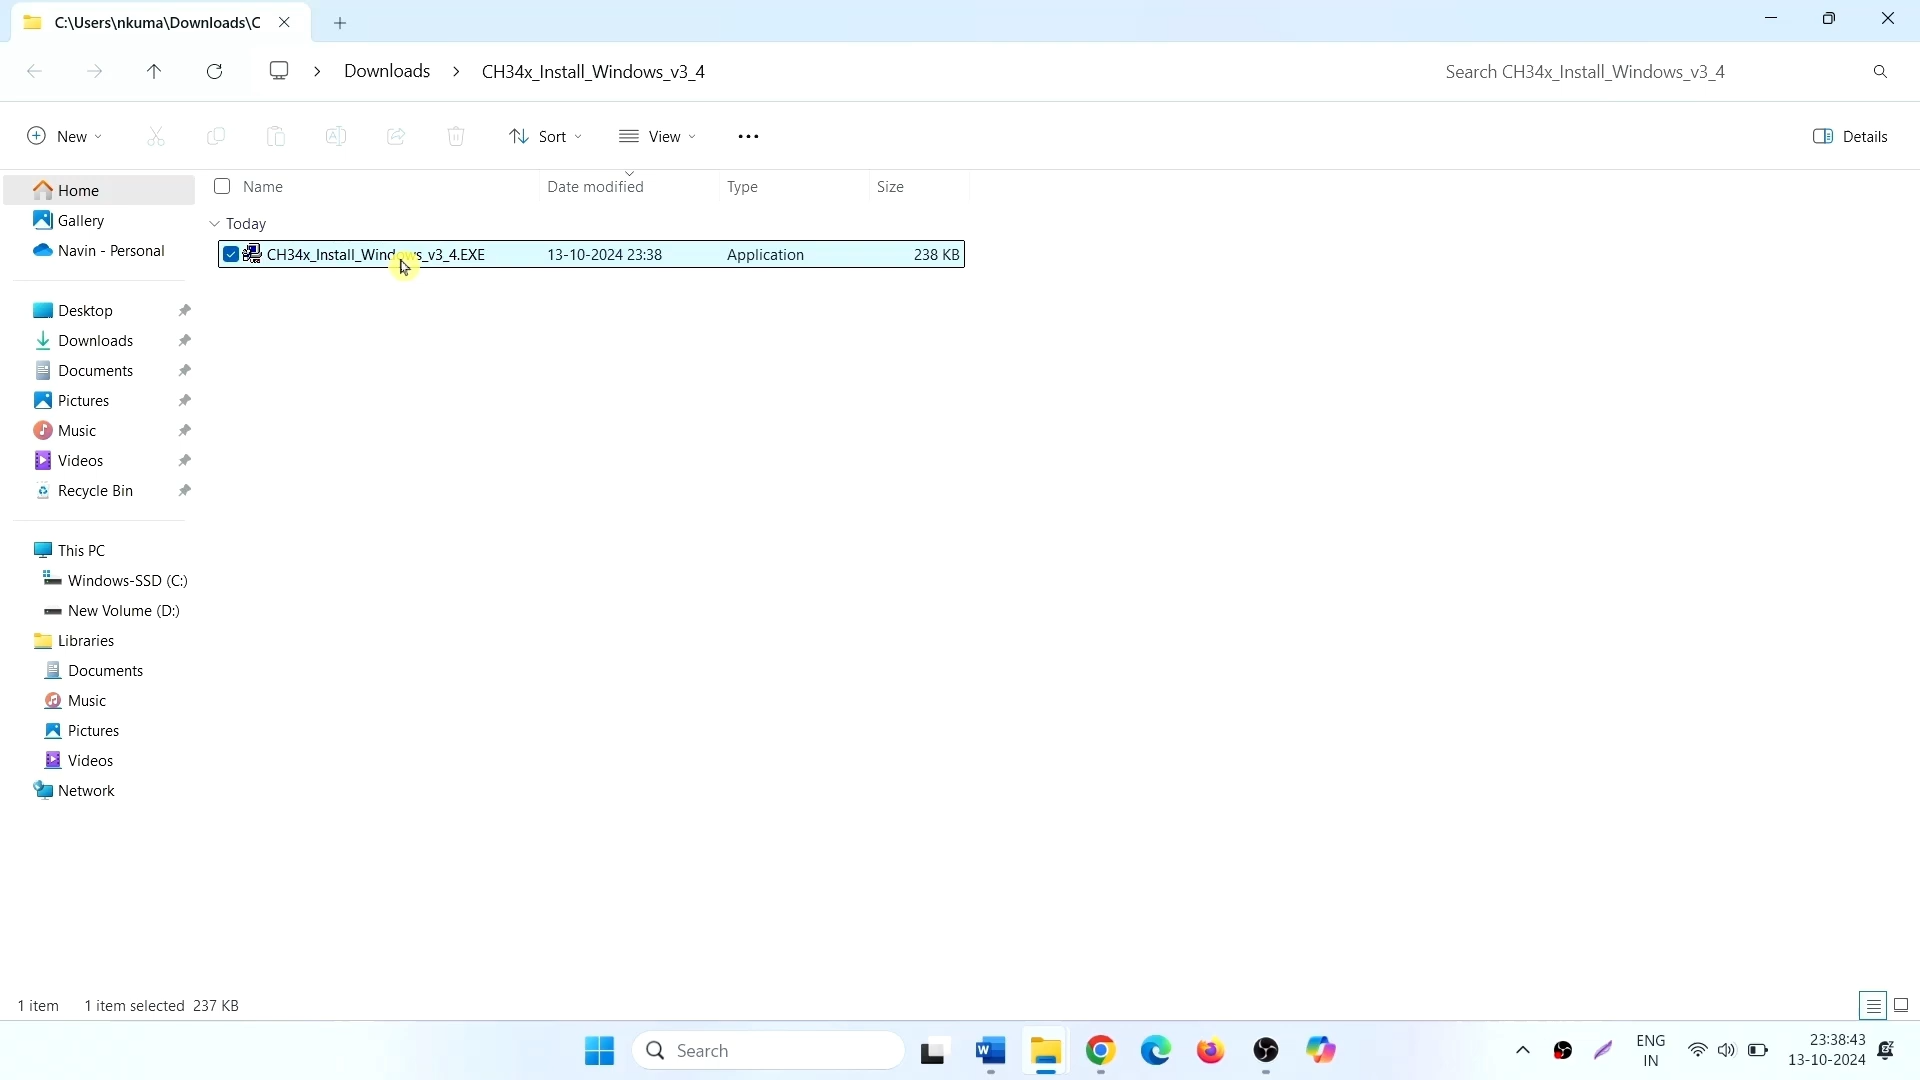 C:\Users\nkuma\Downloads\C
Downloads > CH34x_Install_Windows_v3_4
Search CH34x_Install_Windows_v3_4
New
Sort
View
Details
Name Date modified Type Size
Today
CH34x_Install_Windows_v3_4.EXE 13-10-2024 23:38 Application 238 KB
Home
Gallery
Navin - Personal
Desktop
Downloads
Documents
Pictures
Music
Videos
Recycle Bin
This PC
Windows-SSD (C:)
New Volume (D:)
Libraries
Documents
Music
Pictures
Videos
Network
1 item 1 item selected 237 KB
Search
ENG
IN
23:38:43
13-10-2024